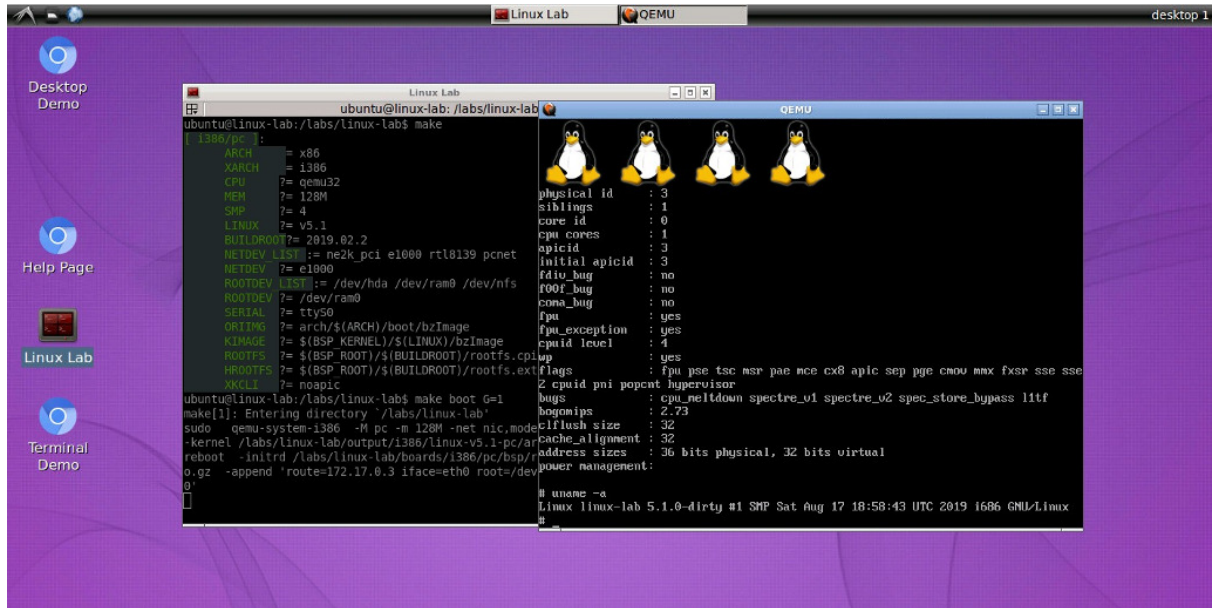 Linux Lab
QEMU
desktop 1
Desktop
Demo
Help Page
Linux Lab
Terminal
Demo
Linux Lab
ubuntu@linux-lab: /labs/linux-lab
ubuntu@linux-lab:/labs/linux-lab$ make
[ i386/pc ]:
ARCH = x86
XARCH = i386
CPU ?= qemu32
MEM ?= 128M
SMP ?= 4
LINUX ?= v5.1
BUILDROOT?= 2019.02.2
NETDEV_LIST := ne2k_pci e1000 rtl8139 pcnet
NETDEV ?= e1000
ROOTDEV_LIST := /dev/hda /dev/ram0 /dev/nfs
ROOTDEV ?= /dev/ram0
SERIAL ?= ttyS0
ORIIMG ?= arch/$(ARCH)/boot/bzImage
KIMAGE ?= $(BSP_KERNEL)/$(LINUX)/bzImage
ROOTFS ?= $(BSP_ROOT)/$(BUILDROOT)/rootfs.cpi
HROOTFS ?= $(BSP_ROOT)/$(BUILDROOT)/rootfs.ext
XKCLI ?= noapic
ubuntu@linux-lab:/labs/linux-lab$ make boot G=1
make[1]: Entering directory `/labs/linux-lab'
sudo qemu-system-i386 -M pc -m 128M -net nic,mode
-kernel /labs/linux-lab/output/i386/linux-v5.1-pc/ar
reboot -initrd /labs/linux-lab/boards/i386/pc/bsp/r
o.gz -append 'route=172.17.0.3 iface=eth0 root=/dev
0'
QEMU
physical id : 3
siblings : 1
core id : 0
cpu cores : 1
apicid : 3
initial apicid : 3
fdiv_bug : no
f00f_bug : no
coma_bug : no
fpu : yes
fpu_exception : yes
cpuid level : 4
wp : yes
flags : fpu pse tsc msr pae mce cx8 apic sep pge cmov mmx fxsr sse sse
2 cpuid pni popcnt hypervisor
bugs : cpu_meltdown spectre_v1 spectre_v2 spec_store_bypass l1tf
bogomips : 2.73
clflush size : 32
cache_alignment : 32
address sizes : 36 bits physical, 32 bits virtual
power management:
# uname -a
Linux linux-lab 5.1.0-dirty #1 SMP Sat Aug 17 18:58:43 UTC 2019 i686 GNU/Linux
# _